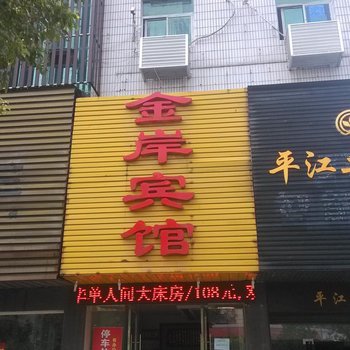 金岸宾馆
平江
单人间大床房/108元,
平江
停车